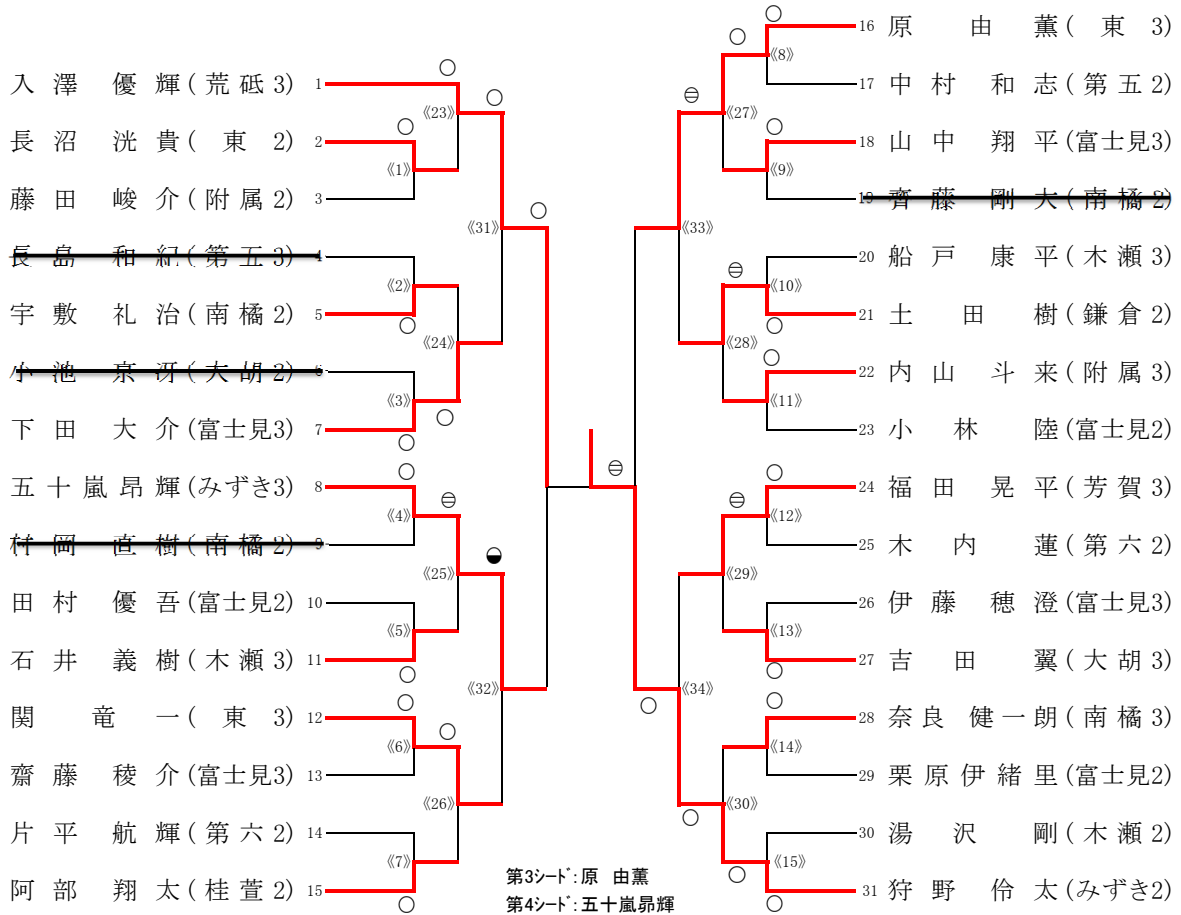 入澤 優輝(荒砥3) 1
長沼 洸貴(東2) 2
藤田 峻介(附属2) 3
長島 和紀(第五3) 4
宇敷 礼治(南橘2) 5
小池 京冴(大胡2) 6
下田 大介(富士見3) 7
五十嵐昂輝(みずき3) 8
村岡 直樹(南橘2) 9
田村 優吾(富士見2) 10
石井 義樹(木瀬3) 11
関 竜一(東3) 12
齋藤 稜介(富士見3) 13
片平 航輝(第六2) 14
阿部 翔太(桂萱2) 15
《1》
《2》
《3》
《4》
《5》
《6》
《7》
《23》
《24》
《25》
《26》
《31》
《32》
《33》
《34》
《27》
《28》
《29》
《30》
《8》
《9》
《10》
《11》
《12》
《13》
《14》
《15》
16 原 由薫(東3)
17 中村 和志(第五2)
18 山中 翔平(富士見3)
19 齊藤 剛大(南橘2)
20 船戸 康平(木瀬3)
21 土田 樹(鎌倉2)
22 内山 斗来(附属3)
23 小林 陸(富士見2)
24 福田 晃平(芳賀3)
25 木内 蓮(第六2)
26 伊藤 穂澄(富士見3)
27 吉田 翼(大胡3)
28 奈良 健一朗(南橘3)
29 栗原伊緒里(富士見2)
30 湯沢 剛(木瀬2)
31 狩野 伶太(みずき2)
第3シード:原 由薫
第4シード:五十嵐昴輝